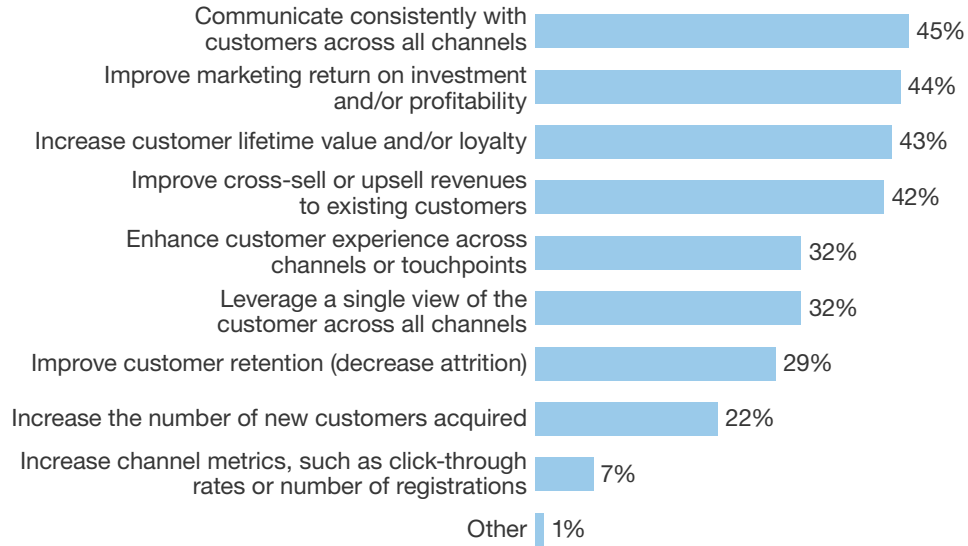 Communicate consistently with
customers across all channels
45%
Improve marketing return on investment
and/or profitability
44%
Increase customer lifetime value and/or loyalty
43%
Improve cross-sell or upsell revenues
to existing customers
42%
Enhance customer experience across
channels or touchpoints
32%
Leverage a single view of the
customer across all channels
32%
Improve customer retention (decrease attrition)
29%
Increase the number of new customers acquired
22%
Increase channel metrics, such as click-through
rates or number of registrations
7%
Other
1%